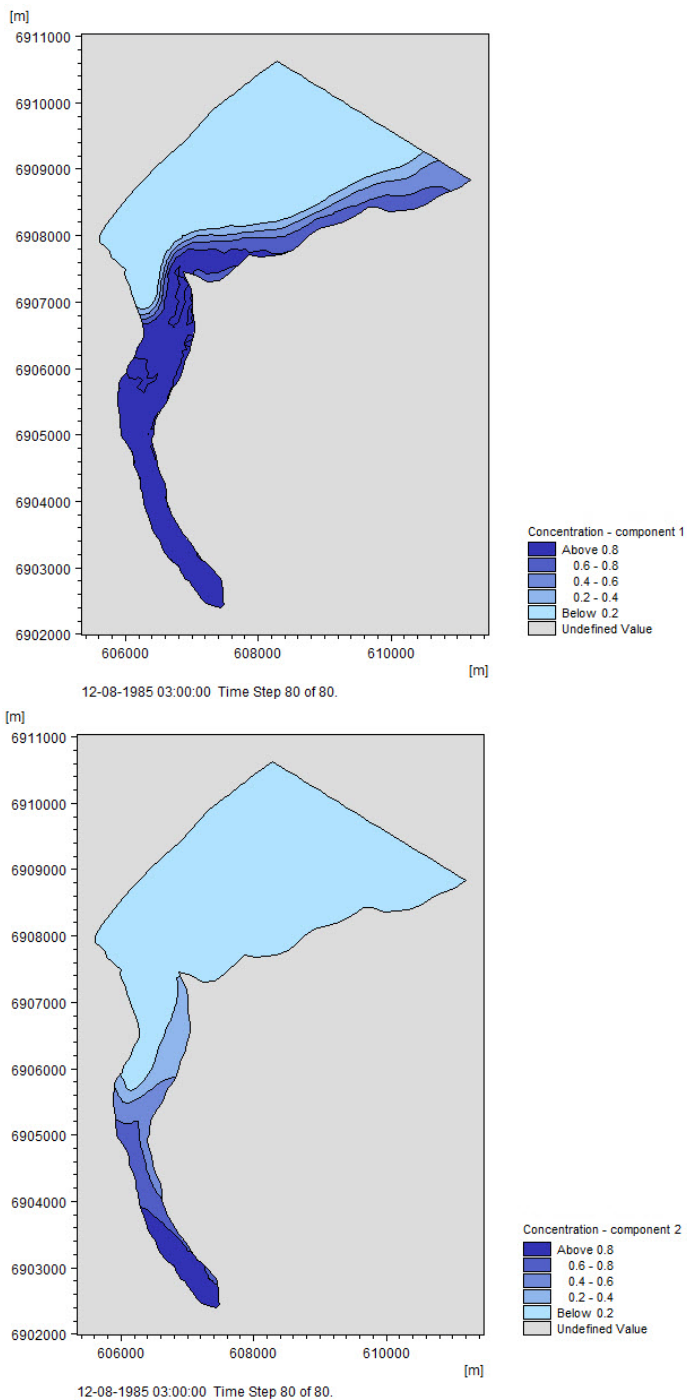 [m]
6911000
6910000
6909000
6908000
6907000
6906000
6905000
6904000
6903000
6902000
606000 608000 610000
[m]
Concentration - component 1
Above 0.8
0.6 - 0.8
0.4 - 0.6
0.2 - 0.4
Below 0.2
Undefined Value
12-08-1985 03:00:00 Time Step 80 of 80.
[m]
6911000
6910000
6909000
6908000
6907000
6906000
6905000
6904000
6903000
6902000
606000 608000 610000
[m]
Concentration - component 2
Above 0.8
0.6 - 0.8
0.4 - 0.6
0.2 - 0.4
Below 0.2
Undefined Value
12-08-1985 03:00:00 Time Step 80 of 80.